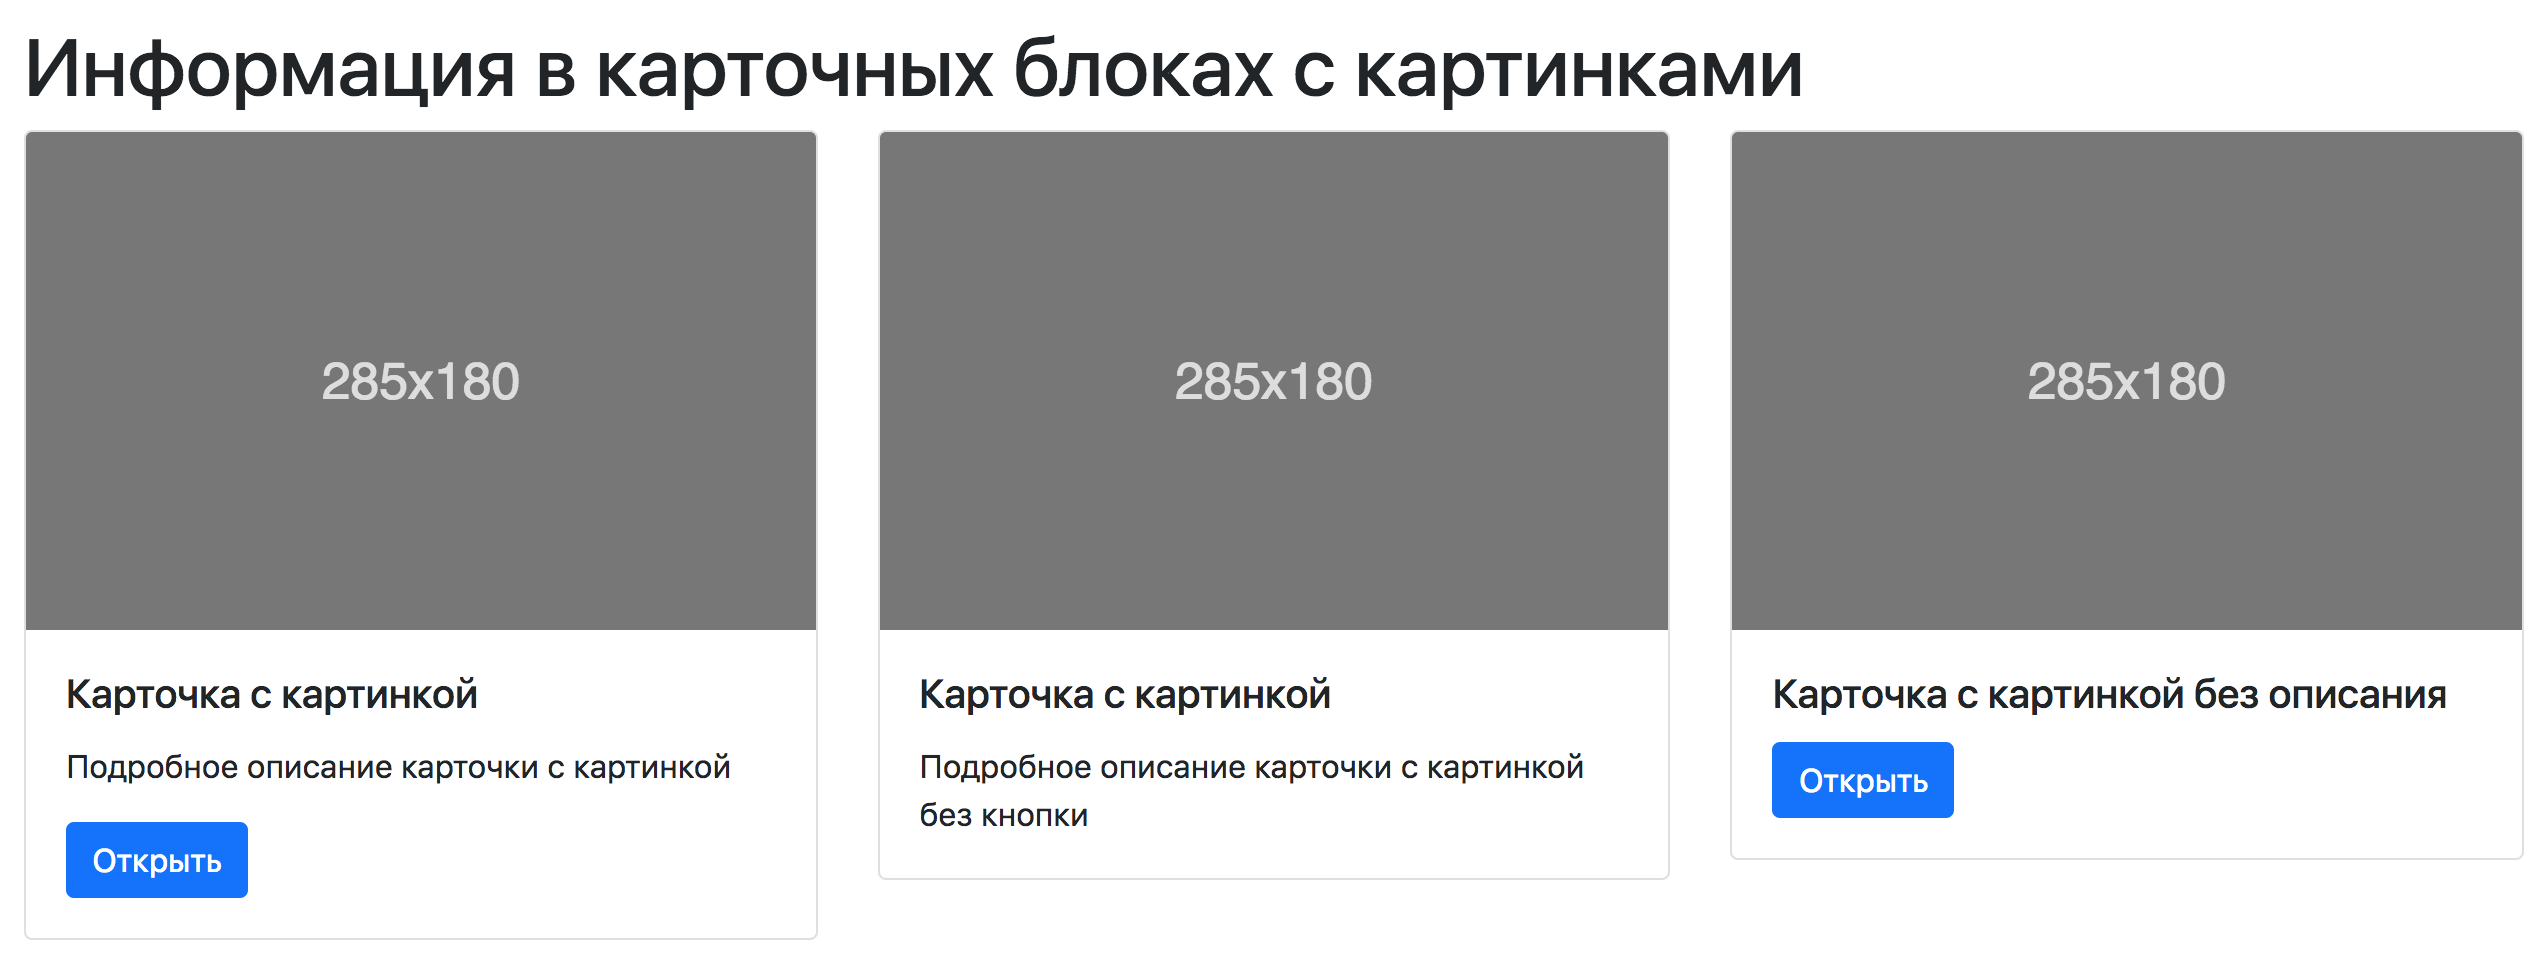 Информация в карточных блоках с картинками
285x180
Карточка с картинкой
Подробное описание карточки с картинкой
Открыть
285x180
Карточка с картинкой
Подробное описание карточки с картинкой
без кнопки
285x180
Карточка с картинкой без описания
Открыть